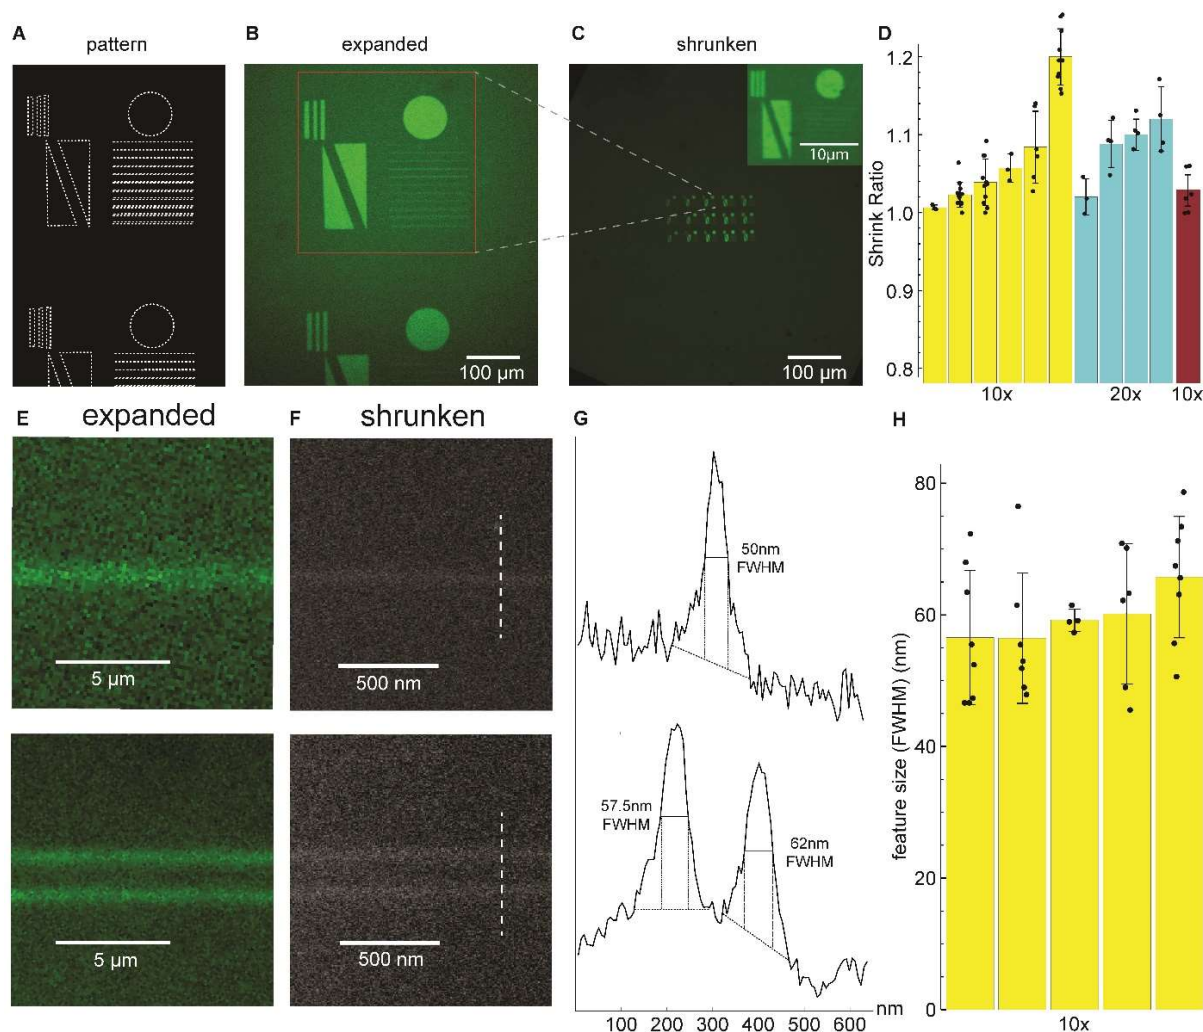 A
pattern
B
expanded
100 µm
C
shrunken
10µm
100 µm
D
Shrink Ratio
1.2
1.1
1.0
0.9
0.8
10x
20x
10x
E
expanded
5 µm
5 µm
F
shrunken
500 nm
500 nm
G
50nm
FWHM
57.5nm
FWHM
62nm
FWHM
100 200 300 400 500 600 nm
H
feature size (FWHM) (nm)
80
60
40
20
0
10x